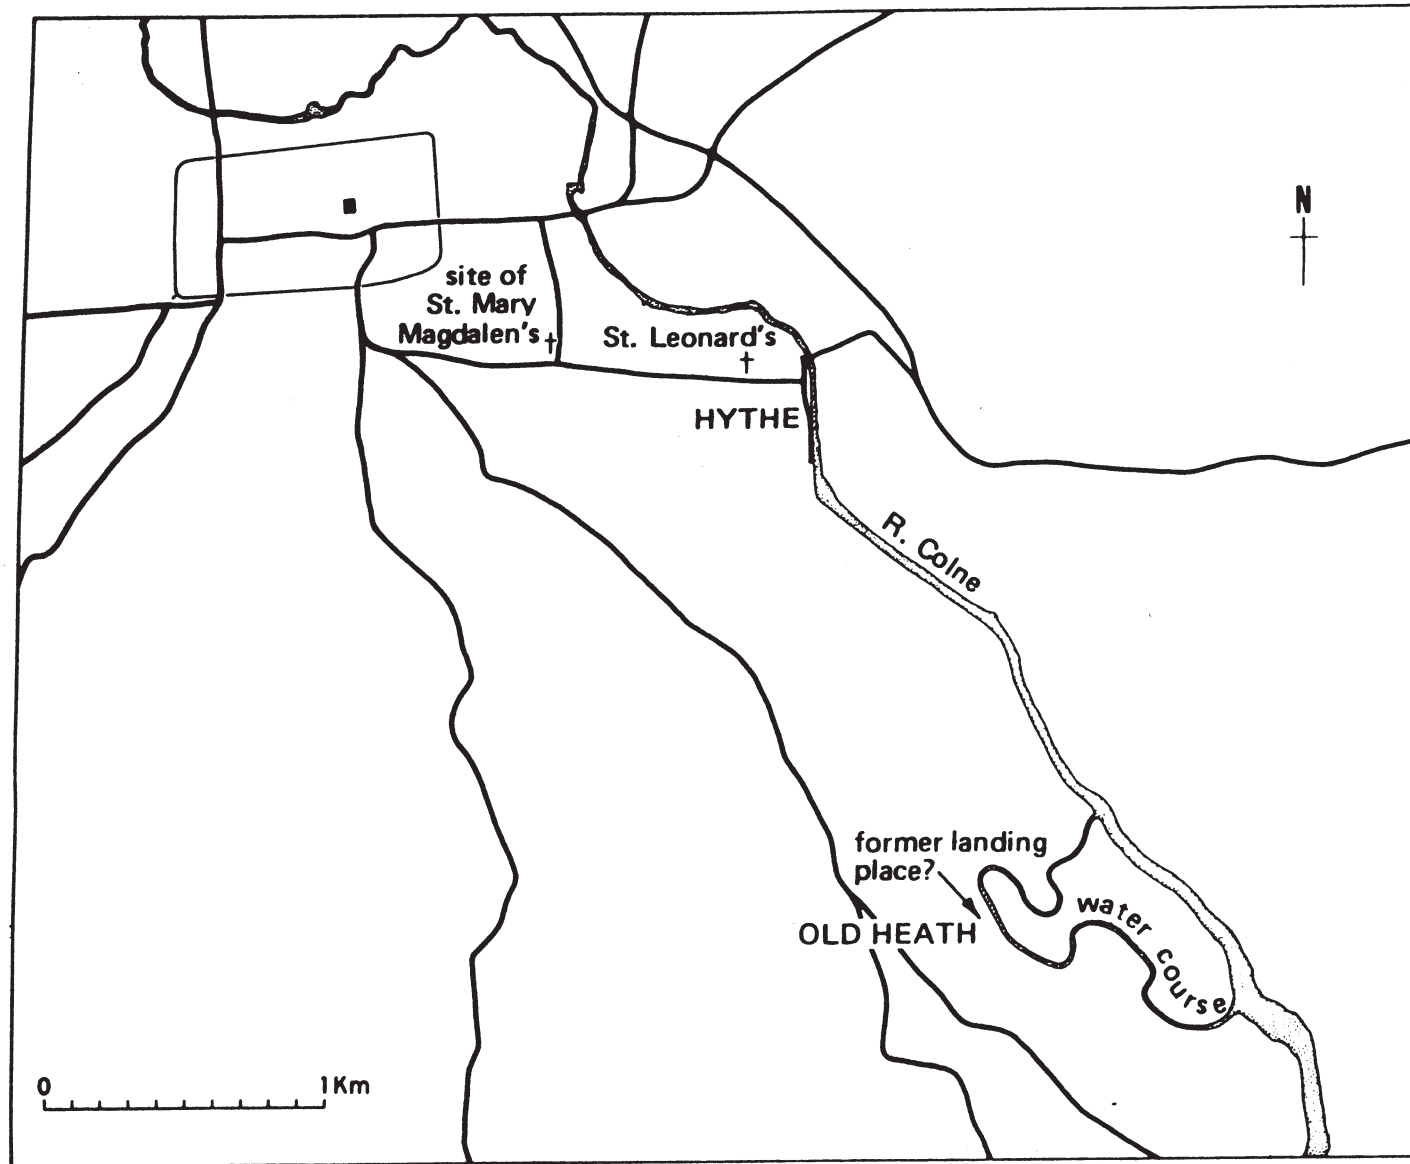 N
site of
St. Mary
Magdalen's
St. Leonard's
HYTHE
R. Colne
former landing
place?
OLD HEATH
water course
0 1Km